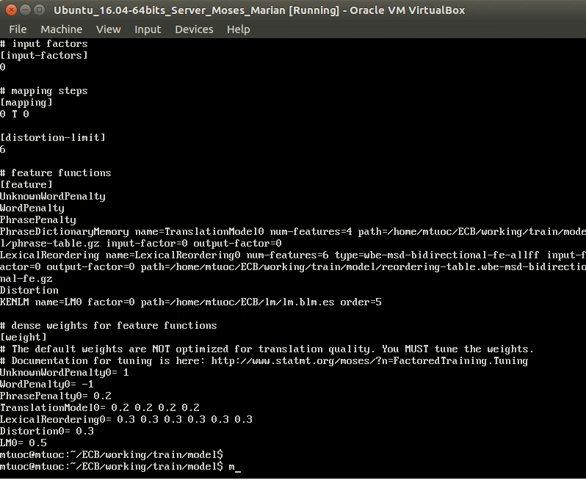 Ubuntu_16.04-64bits_Server_Moses_Marian [Running] - Oracle VM VirtualBox
File Machine View Input Devices Help
# input factors
[input-factors]
0
# mapping steps
[mapping]
0 T 0
[distortion-limit]
6
# feature functions
[feature]
UnknownWordPenalty
WordPenalty
PhrasePenalty
PhraseDictionaryMemory name=TranslationModel0 num-features=4 path=/home/mtuoc/ECB/working/train/mode
l/phrase-table.gz input-factor=0 output-factor=0
LexicalReordering name=LexicalReordering0 num-features=6 type=wbe-msd-bidirectional-fe-allff input-f
actor=0 output-factor=0 path=/home/mtuoc/ECB/working/train/model/reordering-table.wbe-msd-bidirectio
nal-fe.gz
Distortion
KENLM name=LM0 factor=0 path=/home/mtuoc/ECB/lm/lm.blm.es order=5
# dense weights for feature functions
[weight]
# The default weights are NOT optimized for translation quality. You MUST tune the weights.
# Documentation for tuning is here: http://www.statmt.org/moses/?n=FactoredTraining.Tuning
UnknownWordPenalty0= 1
WordPenalty0= -1
PhrasePenalty0= 0.2
TranslationModel0= 0.2 0.2 0.2 0.2
LexicalReordering0= 0.3 0.3 0.3 0.3 0.3 0.3
Distortion0= 0.3
LM0= 0.5
mtuoc@mtuoc:~/ECB/working/train/model$
mtuoc@mtuoc:~/ECB/working/train/model$ m_